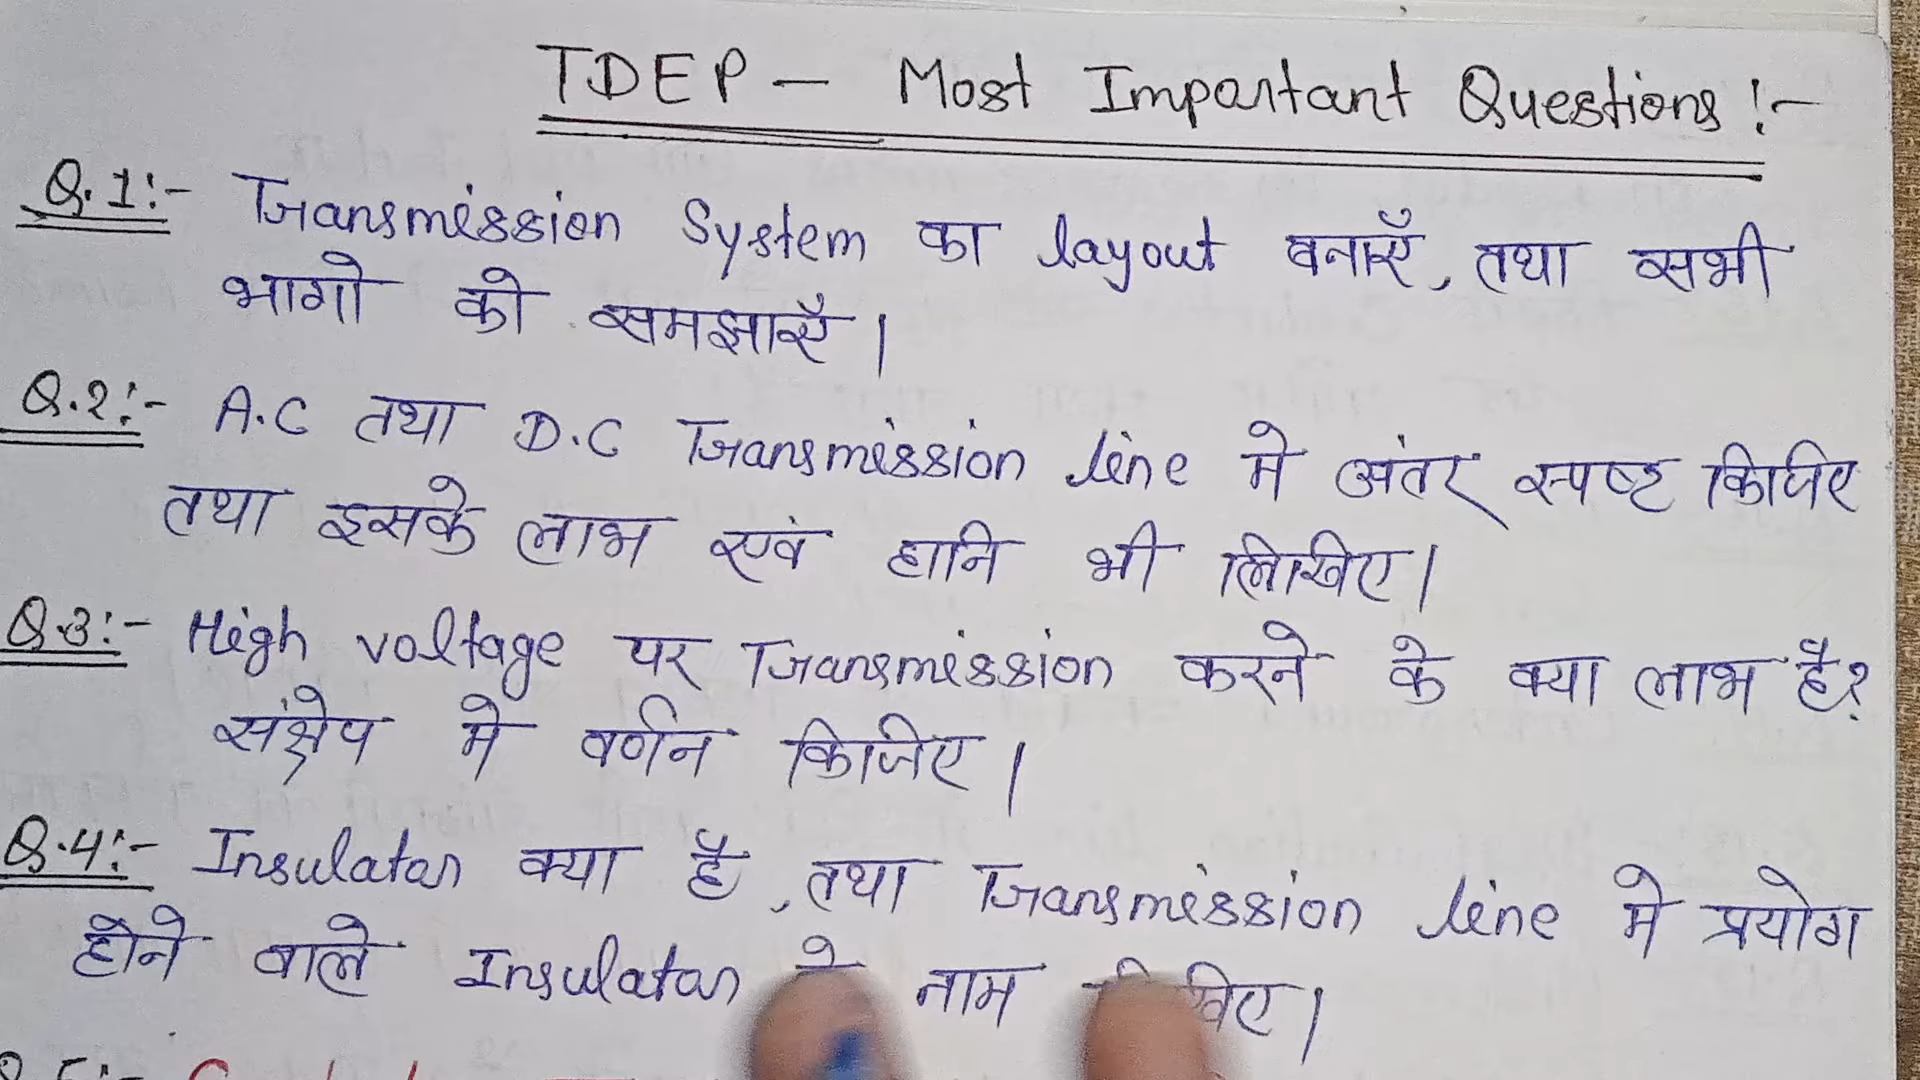 TDEP - Most Important Questions :-
Q.1:- Transmission System का layout बनाएँ, तथा सभी
भागो को समझाएँ।
Q.2:- A.C तथा D.C Transmission line मे अंतर स्पष्ट किजिए
तथा इसके लाभ एवं हानि भी लिखिए।
Q.3:- High voltage पर Transmission करने के क्या लाभ है?
संक्षेप मे वर्णन किजिए।
Q.4:- Insulator क्या है, तथा Transmission line मे प्रयोग
होने वाले Insulator नाम
Q.5:-